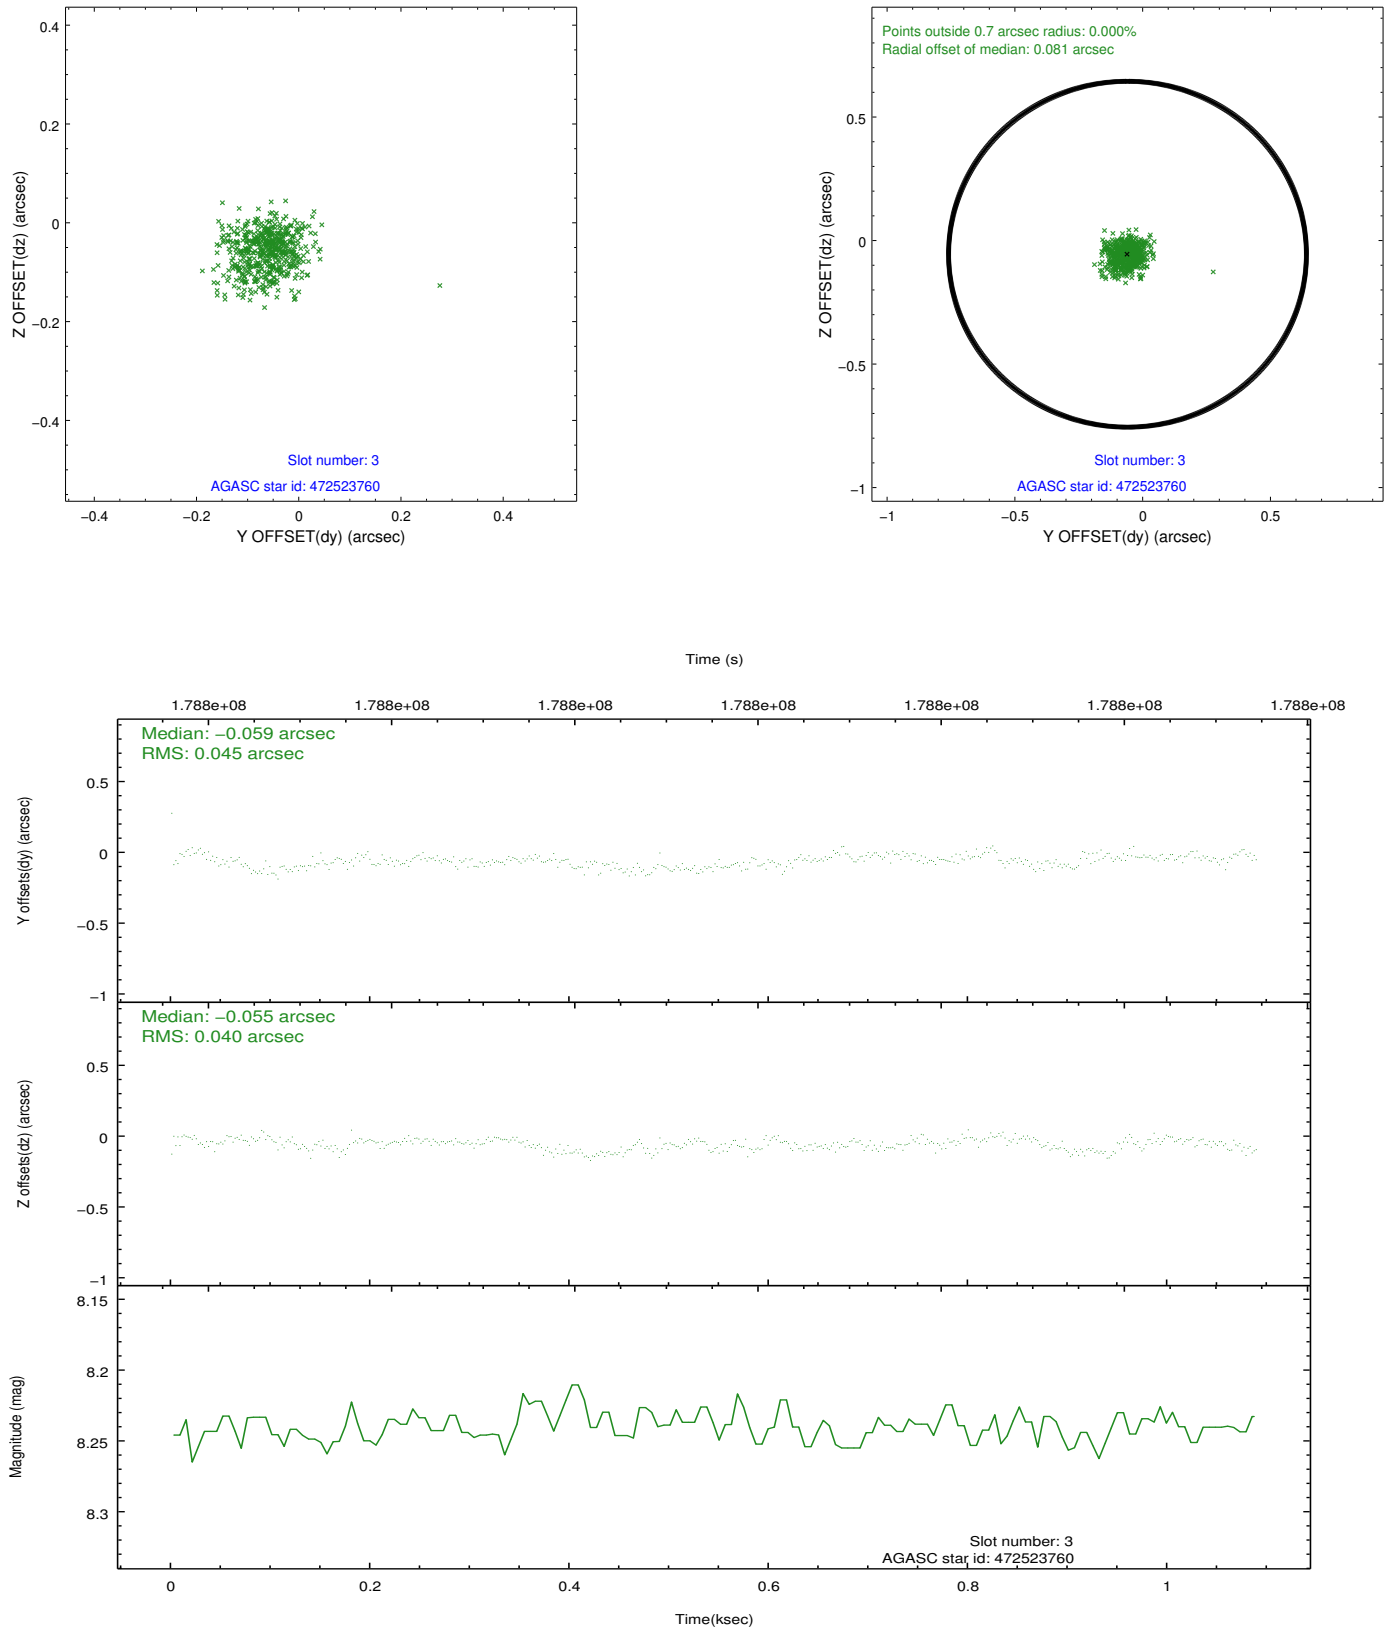 0.4
0.2
0
−0.2
−0.4
Z OFFSET(dz) (arcsec)
Slot number: 3
AGASC star id: 472523760
−0.4 −0.2 0 0.2 0.4
Y OFFSET(dy) (arcsec)
Points outside 0.7 arcsec radius: 0.000%
Radial offset of median: 0.081 arcsec
0.5
0
−0.5
−1
Z OFFSET(dz) (arcsec)
Slot number: 3
AGASC star id: 472523760
−1 −0.5 0 0.5
Y OFFSET(dy) (arcsec)
Time (s)
1.788e+08 1.788e+08 1.788e+08 1.788e+08 1.788e+08 1.788e+08 1.788e+08
Median: −0.059 arcsec
RMS: 0.045 arcsec
0.5
0
−0.5
−1
Y offsets(dy) (arcsec)
Median: −0.055 arcsec
RMS: 0.040 arcsec
0.5
0
−0.5
−1
Z offsets(dz) (arcsec)
8.15
8.2
8.25
8.3
Magnitude (mag)
Slot number: 3
AGASC star id: 472523760
0 0.2 0.4 0.6 0.8 1
Time(ksec)